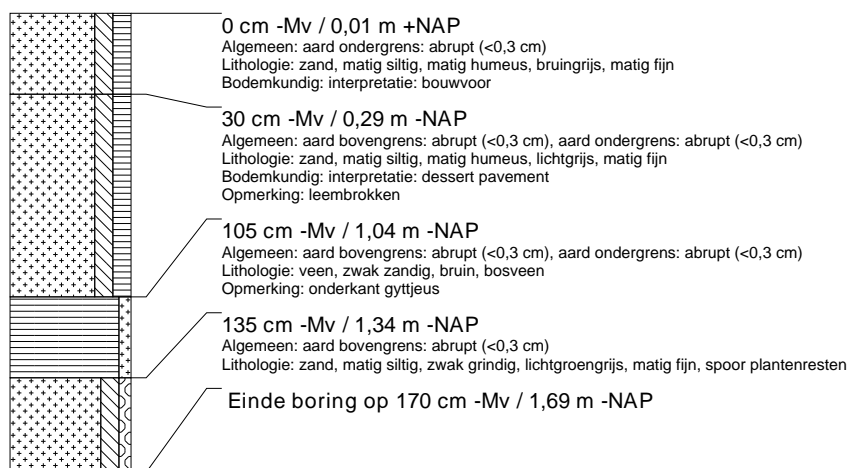 0 cm -Mv / 0,01 m +NAP
Algemeen: aard ondergrens: abrupt (<0,3 cm)
Lithologie: zand, matig siltig, matig humeus, bruingrijs, matig fijn
Bodemkundig: interpretatie: bouwvoor
30 cm -Mv / 0,29 m -NAP
Algemeen: aard bovengrens: abrupt (<0,3 cm), aard ondergrens: abrupt (<0,3 cm)
Lithologie: zand, matig siltig, matig humeus, lichtgrijs, matig fijn
Bodemkundig: interpretatie: dessert pavement
Opmerking: leembrokken
105 cm -Mv / 1,04 m -NAP
Algemeen: aard bovengrens: abrupt (<0,3 cm), aard ondergrens: abrupt (<0,3 cm)
Lithologie: veen, zwak zandig, bruin, bosveen
Opmerking: onderkant gyttjeus
135 cm -Mv / 1,34 m -NAP
Algemeen: aard bovengrens: abrupt (<0,3 cm)
Lithologie: zand, matig siltig, zwak grindig, lichtgroengrijs, matig fijn, spoor plantenresten
Einde boring op 170 cm -Mv / 1,69 m -NAP